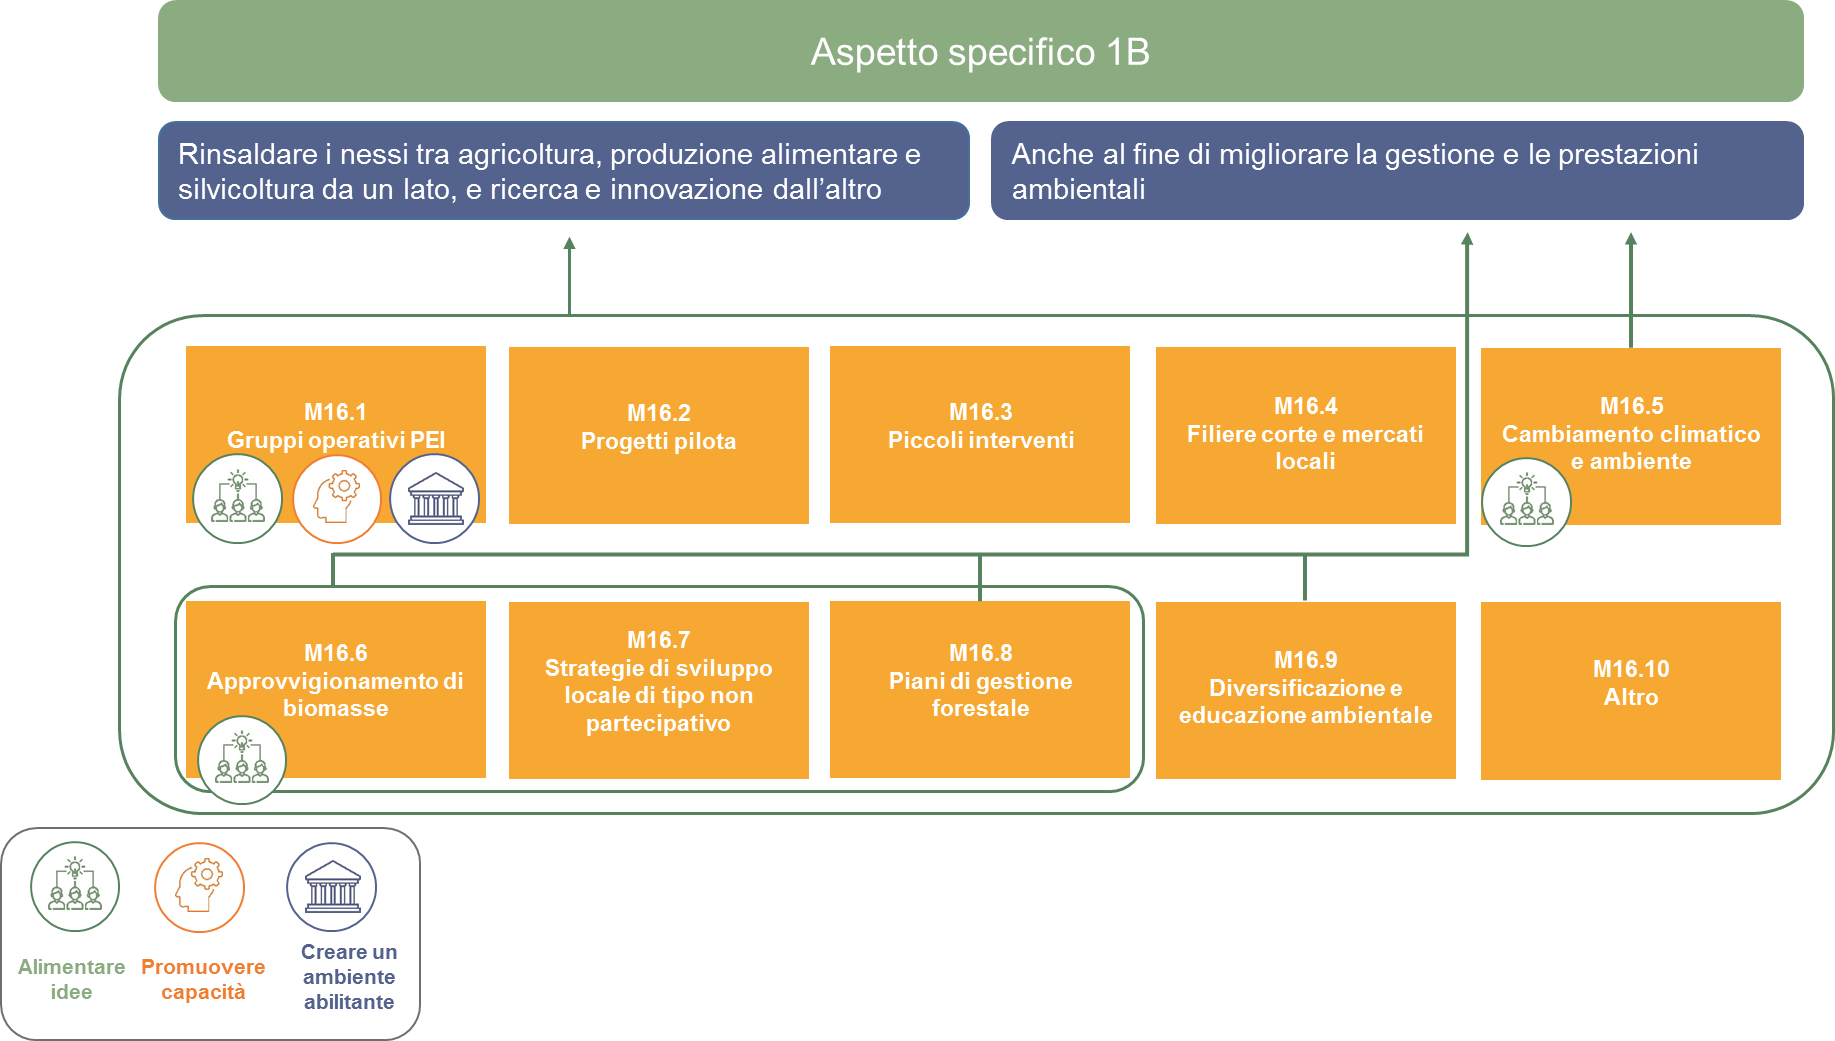 Aspetto specifico 1B
Rinsaldare i nessi tra agricoltura, produzione alimentare e
silvicoltura da un lato, e ricerca e innovazione dall’altro
Anche al fine di migliorare la gestione e le prestazioni
ambientali
M16.1
Gruppi operativi PEI
M16.2
Progetti pilota
M16.3
Piccoli interventi
M16.4
Filiere corte e mercati
locali
M16.5
Cambiamento climatico
e ambiente
M16.6
Approvvigionamento di
biomasse
M16.7
Strategie di sviluppo
locale di tipo non
partecipativo
M16.8
Piani di gestione
forestale
M16.9
Diversificazione e
educazione ambientale
M16.10
Altro
Alimentare
idee
Promuovere
capacità
Creare un
ambiente
abilitante